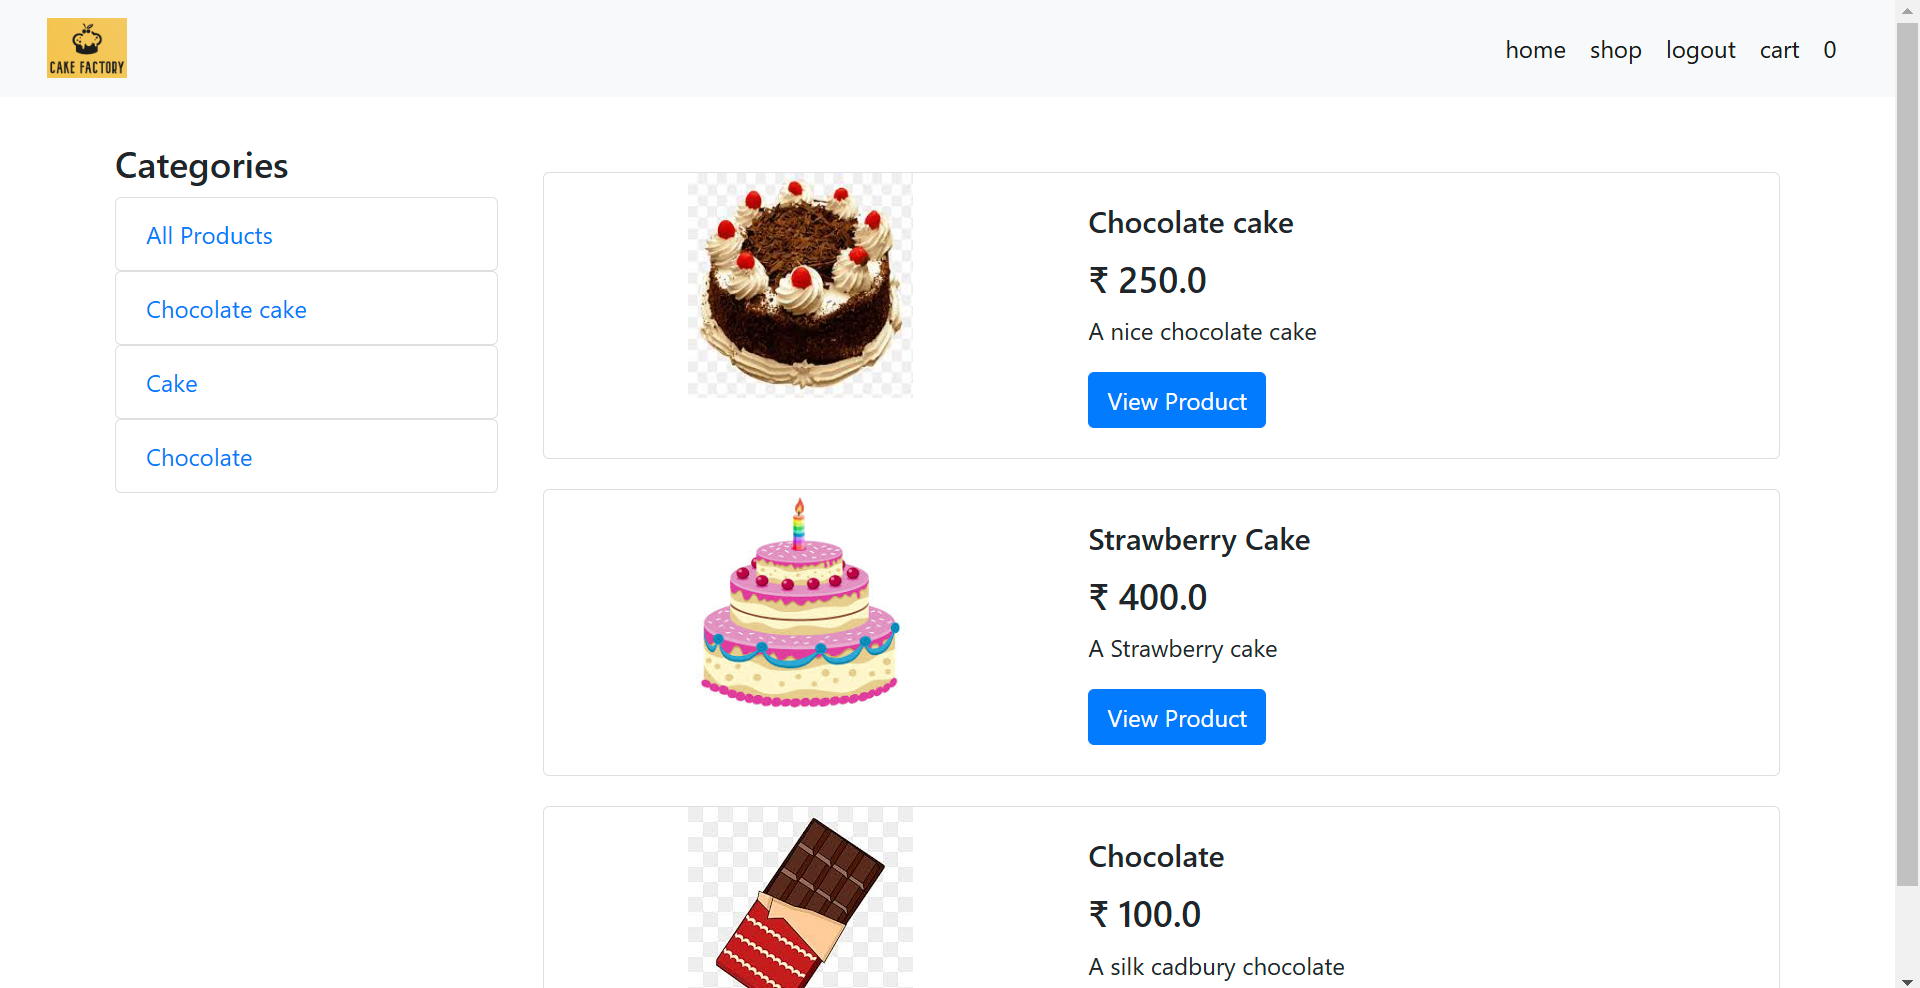 CAKE FACTORY
home shop logout cart 0
Categories
All Products
Chocolate cake
Cake
Chocolate
Chocolate cake
₹ 250.0
A nice chocolate cake
View Product
Strawberry Cake
₹ 400.0
A Strawberry cake
View Product
Chocolate
₹ 100.0
A silk cadbury chocolate